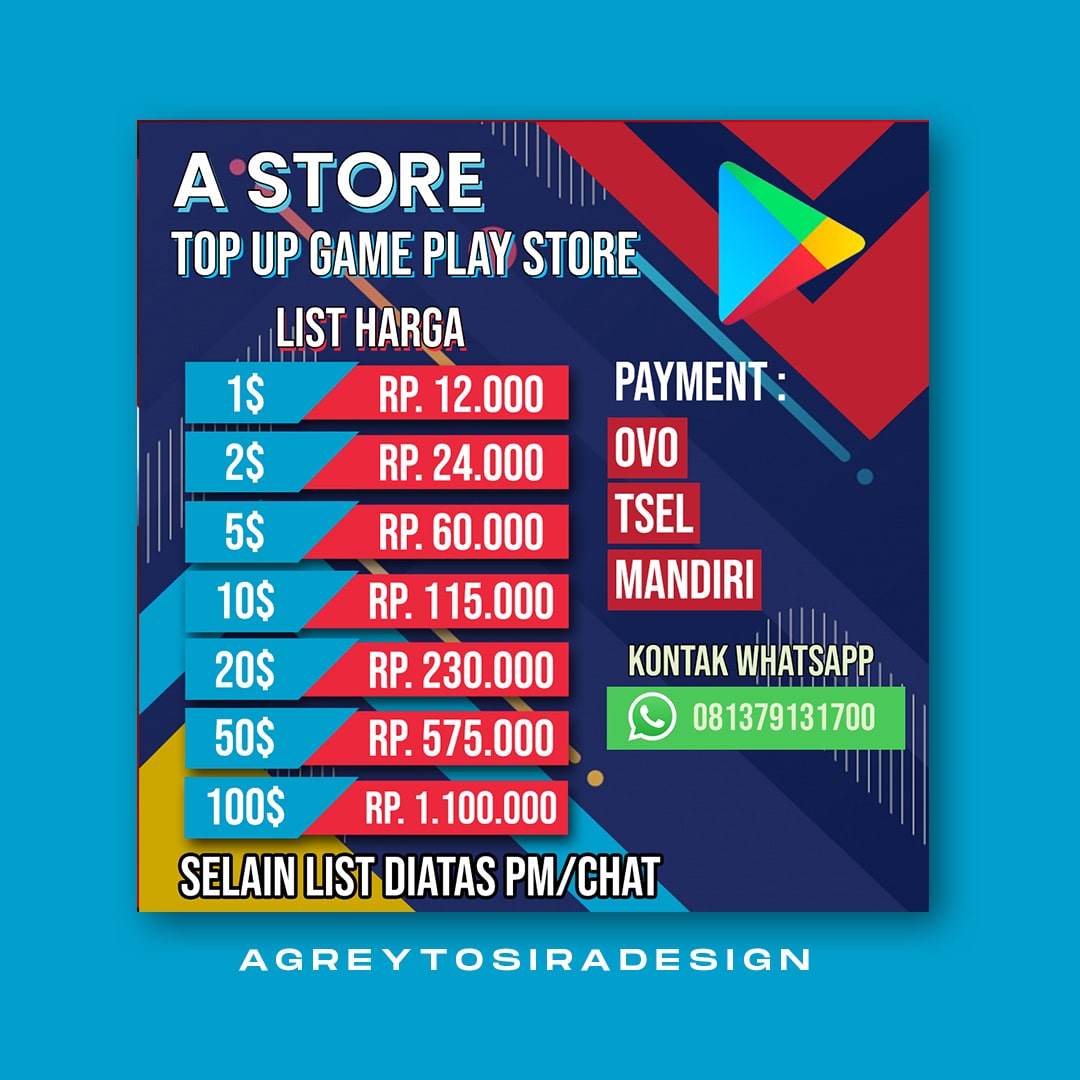 A STORE
TOP UP GAME PLAY STORE
LIST HARGA
1$ RP. 12.000
2$ RP. 24.000
5$ RP. 60.000
10$ RP. 115.000
20$ RP. 230.000
50$ RP. 575.000
100$ RP. 1.100.000
SELAIN LIST DIATAS PM/CHAT
PAYMENT :
OVO
TSEL
MANDIRI
KONTAK WHATSAPP
081379131700
AGREYTOSIRADESIGN